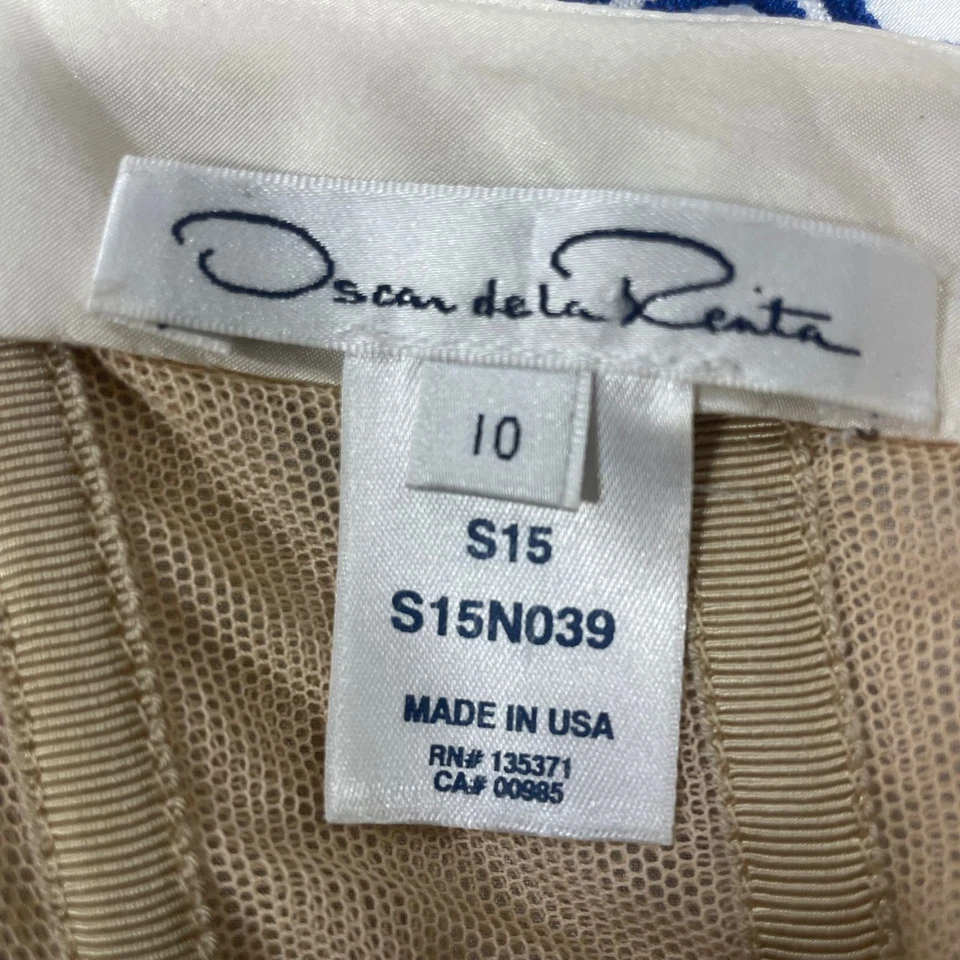 Oscar de la Renta
10
S15
S15N039
MADE IN USA
RN# 135371
CA# 00985